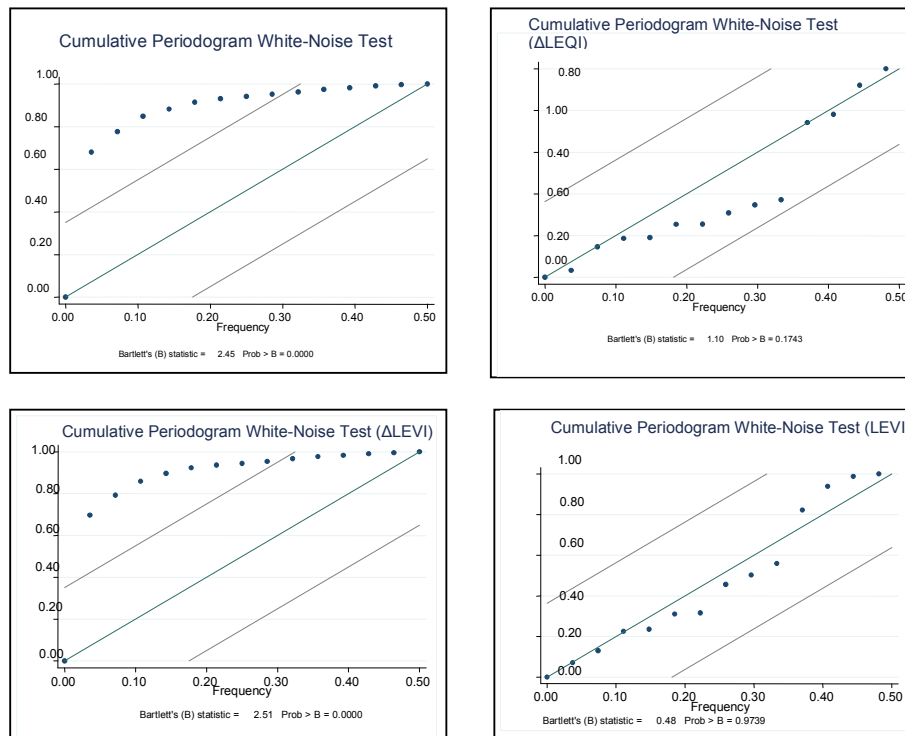 Cumulative Periodogram White-Noise Test
1.00
0.80
0.60
0.40
0.20
0.00
0.00 0.10 0.20 0.30 0.40 0.50
Frequency
Bartlett's (B) statistic = 2.45 Prob > B = 0.0000
Cumulative Periodogram White-Noise Test
(ΔLEQI)
0.80
1.00
0.40
0.60
0.20
0.00
0.00 0.10 0.20 0.30 0.40 0.50
Frequency
Bartlett's (B) statistic = 1.10 Prob > B = 0.1743
Cumulative Periodogram White-Noise Test (ΔLEVI)
1.00
0.80
0.60
0.40
0.20
0.00
0.00 0.10 0.20 0.30 0.40 0.50
Frequency
Bartlett's (B) statistic = 2.51 Prob > B = 0.0000
Cumulative Periodogram White-Noise Test (LEVI
1.00
0.80
0.60
0.40
0.20
0.00
0.00 0.10 0.20 0.30 0.40 0.50
Frequency
Bartlett's (B) statistic = 0.48 Prob > B = 0.9739